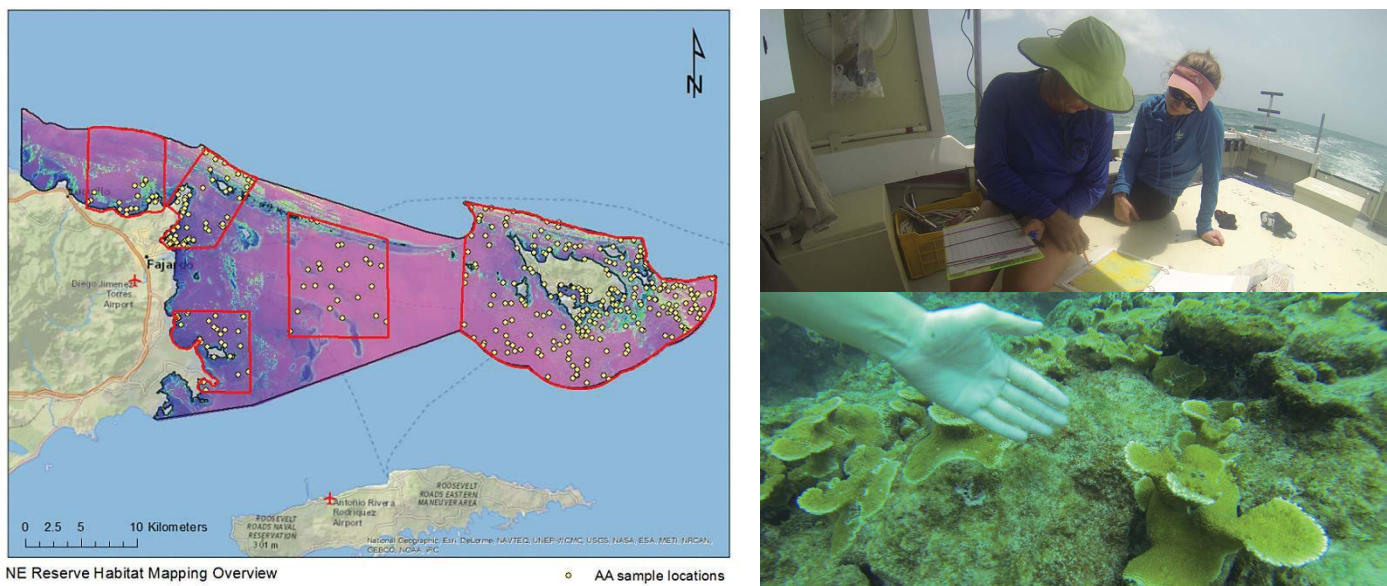 N
Fajardo
Diego Jimenez
Torres
Airport
ROOSEVELT
ROADS EASTERN
MANEUVER AREA
Antonio Rivera
Rodriguez
Airport
ROOSEVELT
ROADS NAVAL
RESERVATION
301 m
0 2.5 5 10 Kilometers
National Geographic, Esri, DeLorme, NAVTEQ, UNEP-WCMC, USGS, NASA, ESA, METI, NRCAN,
GEBCO, NOAA, iPC
NE Reserve Habitat Mapping Overview
AA sample locations